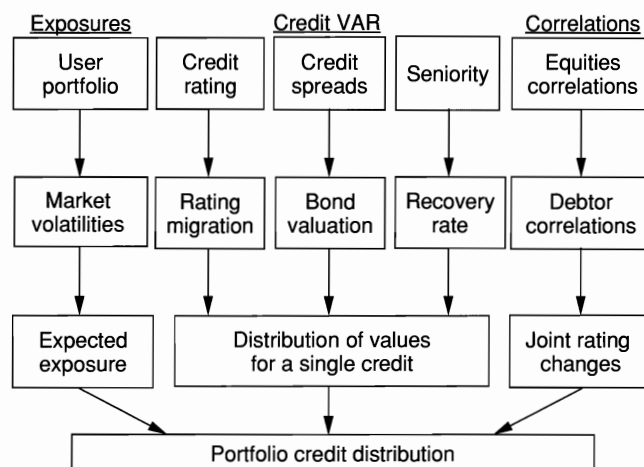 Exposures
Credit VAR
Correlations
User
portfolio
Credit
rating
Credit
spreads
Seniority
Equities
correlations
Market
volatilities
Rating
migration
Bond
valuation
Recovery
rate
Debtor
correlations
Expected
exposure
Distribution of values
for a single credit
Joint rating
changes
Portfolio credit distribution